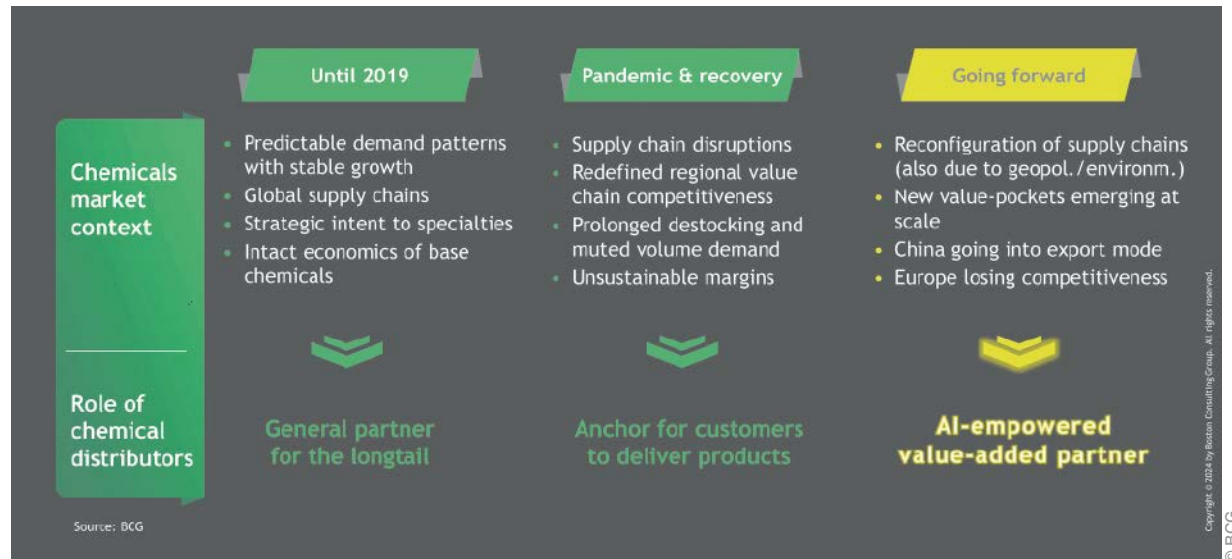 Until 2019
Pandemic & recovery
Going forward
Chemicals
market
context
• Predictable demand patterns
with stable growth
• Global supply chains
• Strategic intent to specialties
• Intact economics of base
chemicals
• Supply chain disruptions
• Redefined regional value
chain competitiveness
• Prolonged destocking and
muted volume demand
• Unsustainable margins
• Reconfiguration of supply chains
(also due to geopol./environm.)
• New value-pockets emerging at
scale
• China going into export mode
• Europe losing competitiveness
Role of
chemical
distributors
General partner
for the longtail
Anchor for customers
to deliver products
AI-empowered
value-added partner
Source: BCG
Copyright © 2024 by Boston Consulting Group. All rights reserved.
© BCG